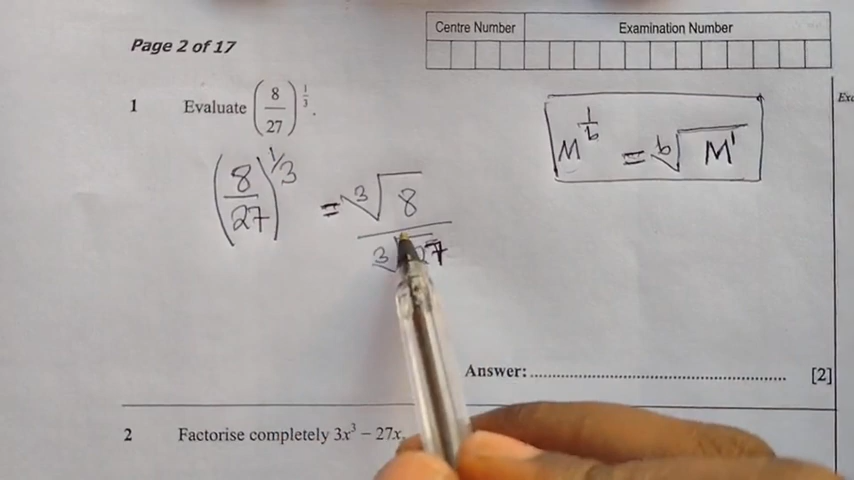 Centre Number Examination Number
Page 2 of 17
1 Evaluate (8/27)^(1/3).
M^(1/b) = ᵇ√M¹
(8/27)^(1/3) = ³√8 / ³√27
Answer: ........................................................ [2]
2 Factorise completely 3x³ – 27x.